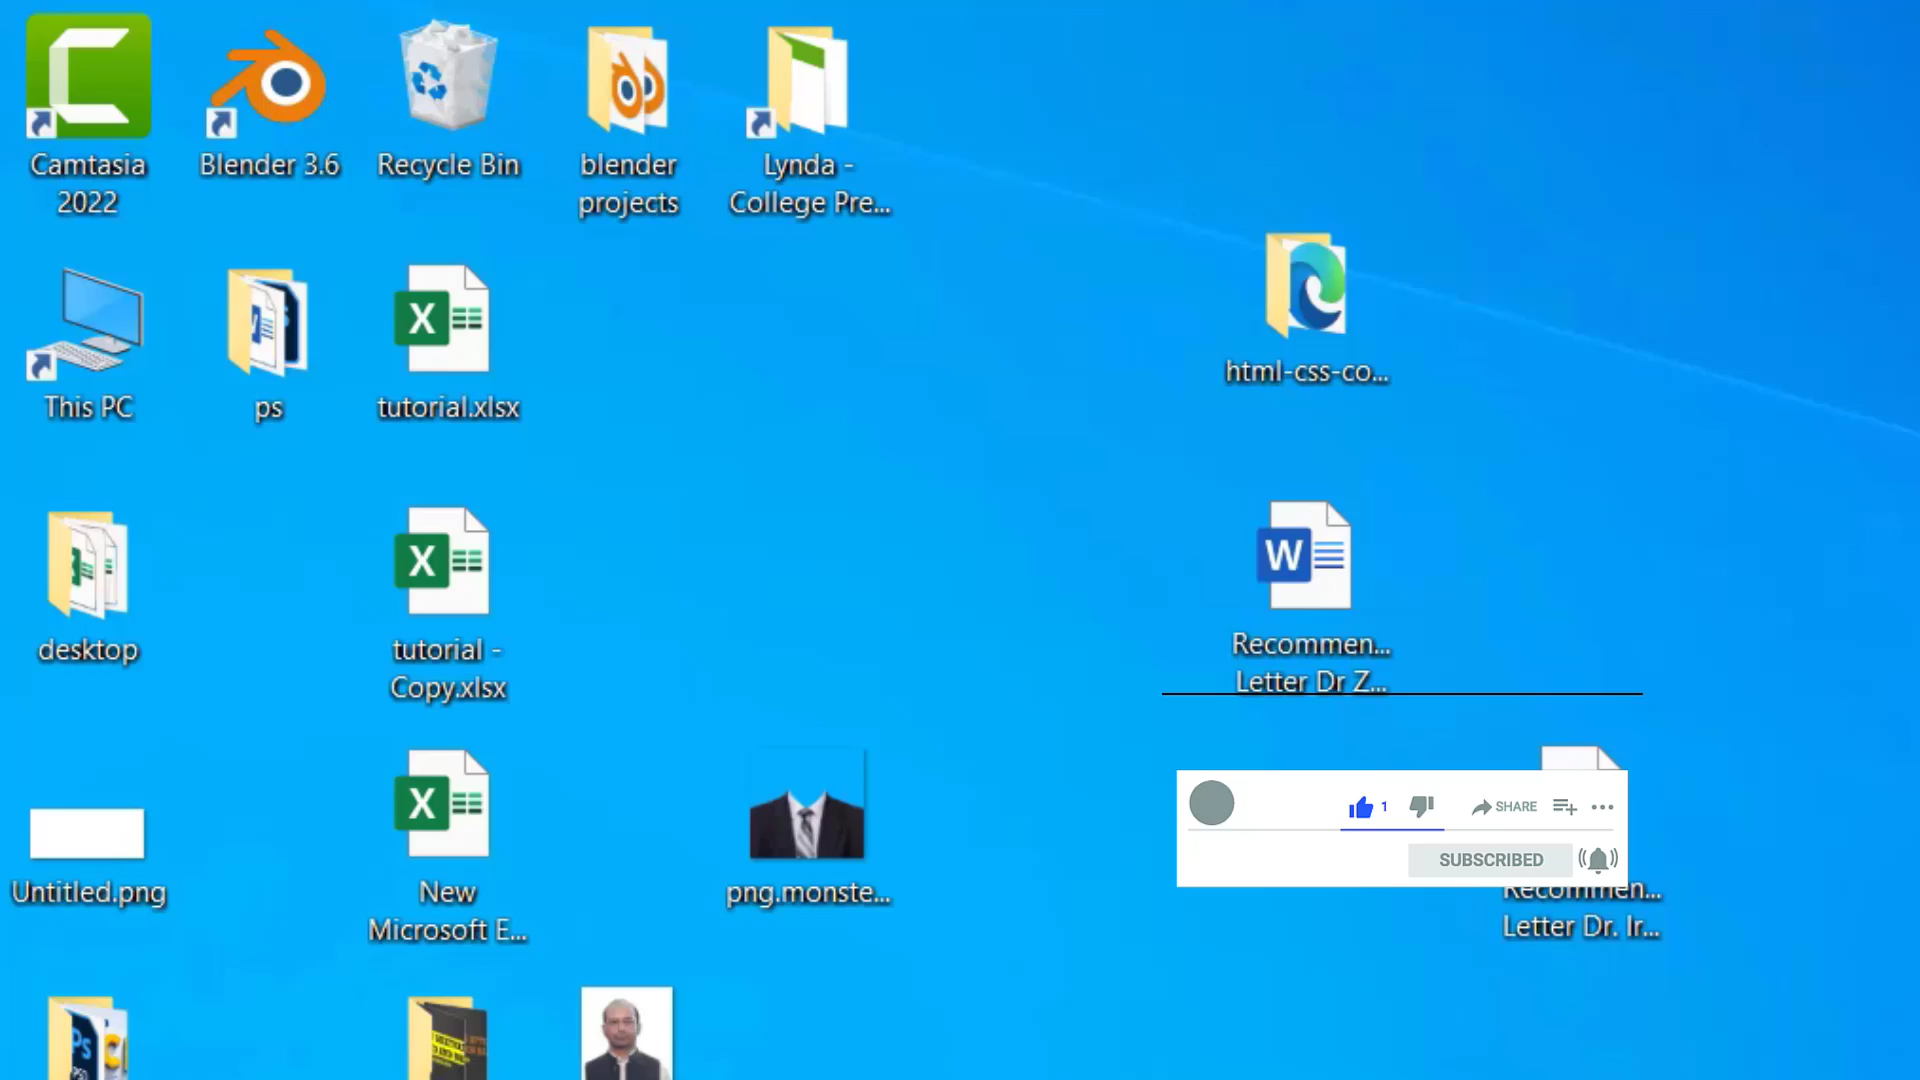 Camtasia
2022
Blender 3.6
Recycle Bin
blender
projects
Lynda -
College Pre...
html-css-co...
This PC
ps
tutorial.xlsx
desktop
tutorial -
Copy.xlsx
Recommen...
Letter Dr Z...
Untitled.png
New
Microsoft E...
png.monste...
1
SHARE
SUBSCRIBED
Recommen...
Letter Dr. Ir...